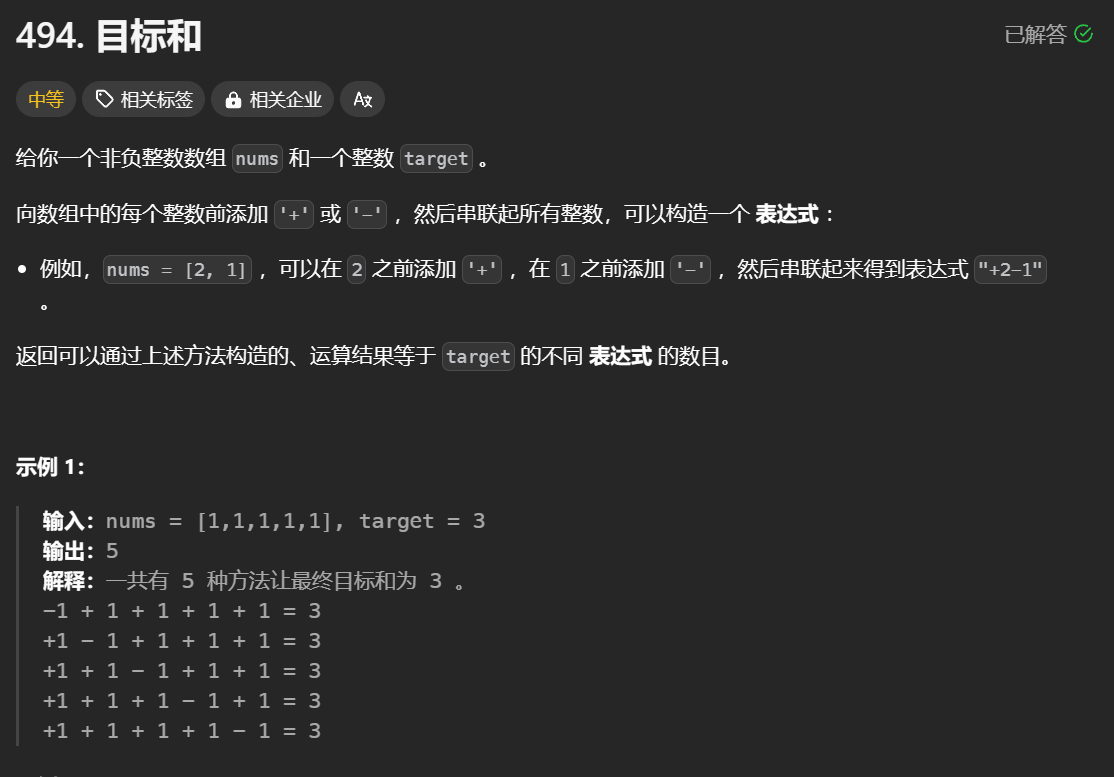 494. 目标和
已解答
中等 相关标签 相关企业
给你一个非负整数数组 nums 和一个整数 target 。
向数组中的每个整数前添加 '+' 或 '-' ，然后串联起所有整数，可以构造一个 表达式 ：
• 例如，nums = [2, 1] ，可以在 2 之前添加 '+' ，在 1 之前添加 '-' ，然后串联起来得到表达式 "+2-1"
。
返回可以通过上述方法构造的、运算结果等于 target 的不同 表达式 的数目。
示例 1：
输入：nums = [1,1,1,1,1], target = 3
输出：5
解释：一共有 5 种方法让最终目标和为 3 。
-1 + 1 + 1 + 1 + 1 = 3
+1 - 1 + 1 + 1 + 1 = 3
+1 + 1 - 1 + 1 + 1 = 3
+1 + 1 + 1 - 1 + 1 = 3
+1 + 1 + 1 + 1 - 1 = 3